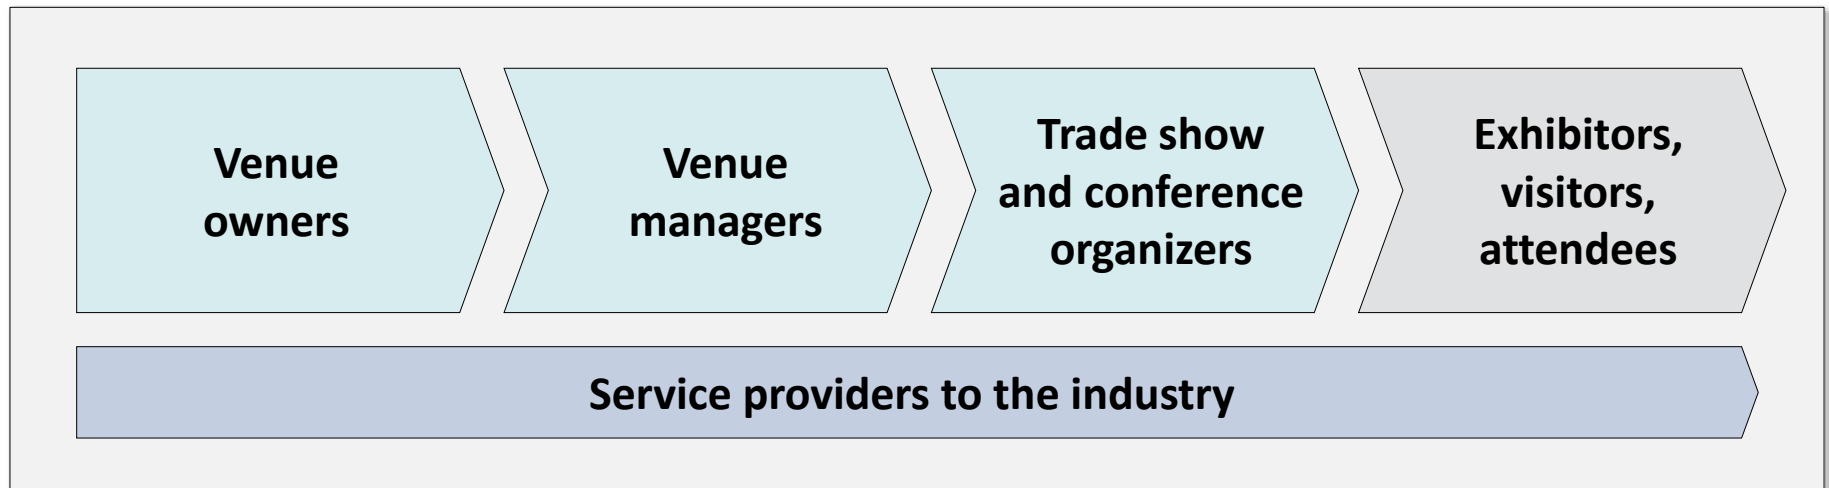 Venue
owners
Venue
managers
Trade show
and conference
organizers
Exhibitors,
visitors,
attendees
Service providers to the industry